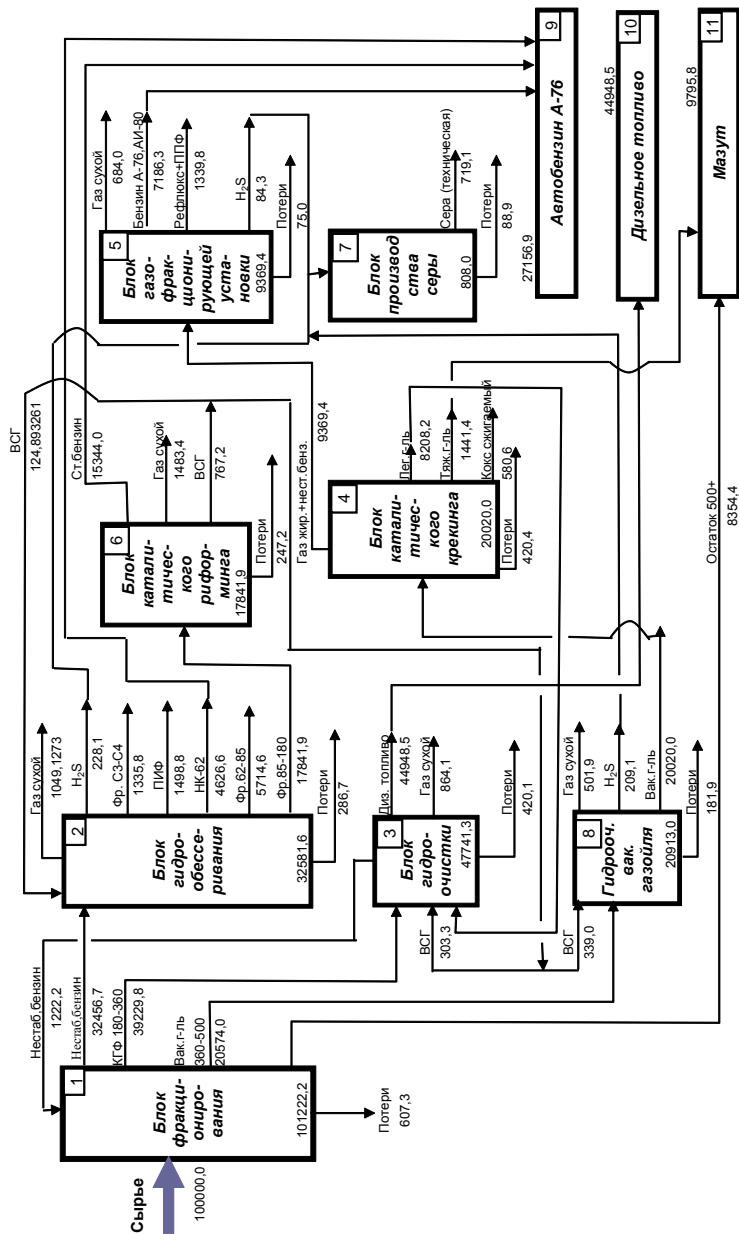 Сырье
100000,0
1
Блок
фракци-
ониро-
вания
101222,2
Потери
607,3
Нестаб,бензин
1222,2
Нестаб,бензин
32456,7
КГФ 180-360
39229,8
Вак.г-ль
360-500
20574,0
2
Блок
гидро-
обессе-
ривания
32581,6
Газ сухой
1049,1273
H₂S
228,1
Фр. С3-С4
1335,8
ПИФ
1498,8
НК-62
4626,6
Фр.62-85
5714,6
Фр.85-180
17841,9
Потери
286,7
3
Блок
гидро-
очистки
47741,3
ВСГ
303,3
Диз. топливо
44948,5
Газ сухой
864,1
Потери
420,1
8
Гидрооч.
вак.
газойля
20913,0
ВСГ
339,0
Газ сухой
501,9
H₂S
209,1
Вак.г-ль
20020,0
Потери
181,9
ВСГ
124,893261
Ст.бензин
15344,0
6
Блок
катали-
тичес-
кого
рифор-
минга
17841,9
Газ сухой
1483,4
ВСГ
767,2
Потери
247,2
Газ жир.+нест.бенз.
9369,4
4
Блок
катали-
тичес-
кого
крекинга
20020,0
Лег.г-ль
8208,2
Тяж.г-ль
1441,4
Кокс сжигаемый
580,6
Потери
420,4
Остаток 500+
8354,4
5
Блок
газо-
фрак-
циони-
рующей
уста-
новки
9369,4
Газ сухой
684,0
Бензин А-76,АИ-80
7186,3
Рефлюкс+ППФ
1339,8
H₂S
84,3
Потери
75,0
7
Блок
производ
ства
серы
808,0
Сера (техническая)
719,1
Потери
88,9
9
Автобензин А-76
27156,9
10
Дизельное топливо
44948,5
11
Мазут
9795,8